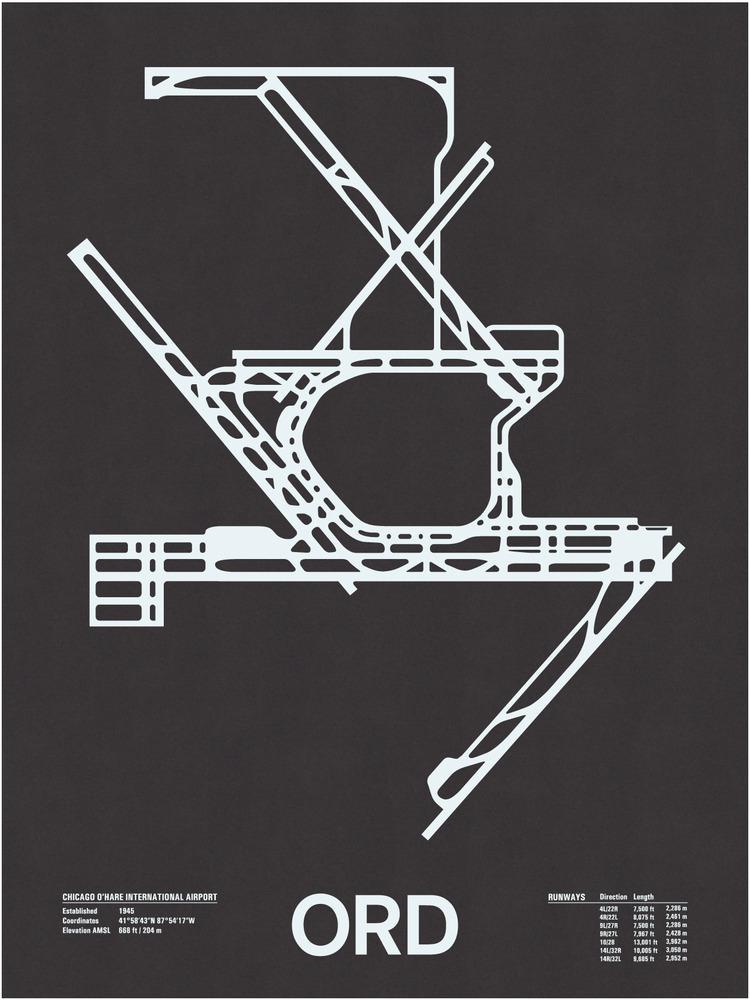 CHICAGO O'HARE INTERNATIONAL AIRPORT
Established 1945
Coordinates 41°58'43"N 87°54'17"W
Elevation AMSL 668 ft / 204 m
ORD
RUNWAYS Direction Length
4L/22R 7,500 ft 2,286 m
4R/22L 8,075 ft 2,461 m
9L/27R 7,500 ft 2,286 m
9R/27L 7,967 ft 2,428 m
10/28 13,001 ft 3,962 m
14L/32R 10,005 ft 3,050 m
14R/32L 9,685 ft 2,952 m